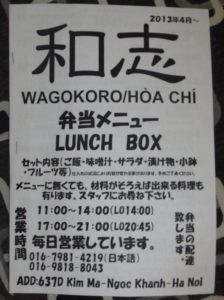 2013年4月～
和志
WAGOKORO/HÒA CHÍ
弁当メニュー
LUNCH BOX
セット内容(ご飯・味噌汁・サラダ・漬け物・小鉢
・フルーツ等)
メニューに無くても、材料がそろえば出来る料理も
有ります。スタッフにお尋ね下さい。
営業時間
11:00～14:00(LO14:00)
17:00～21:00(LO20:45)
毎日営業しています。
016-7981-4219(日本語)
016-9818-8043
弁当の配達
致します
ADD:637D Kim Ma-Ngoc Khanh-Ha Noi